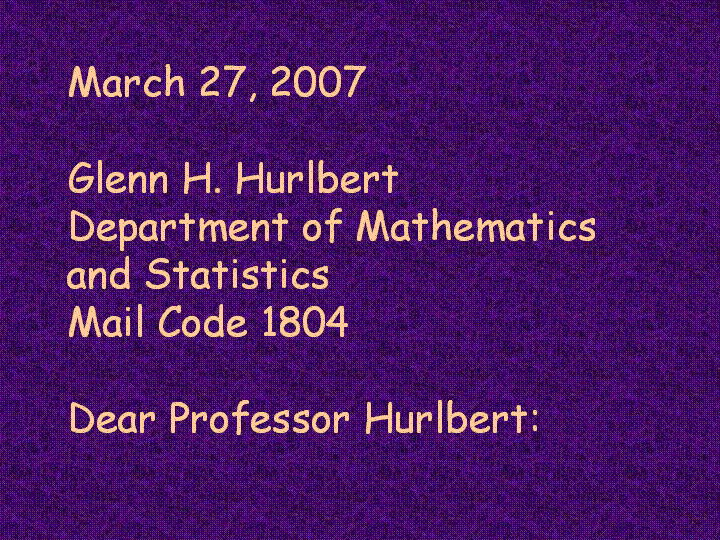 March 27, 2007
Glenn H. Hurlbert
Department of Mathematics
and Statistics
Mail Code 1804
Dear Professor Hurlbert: